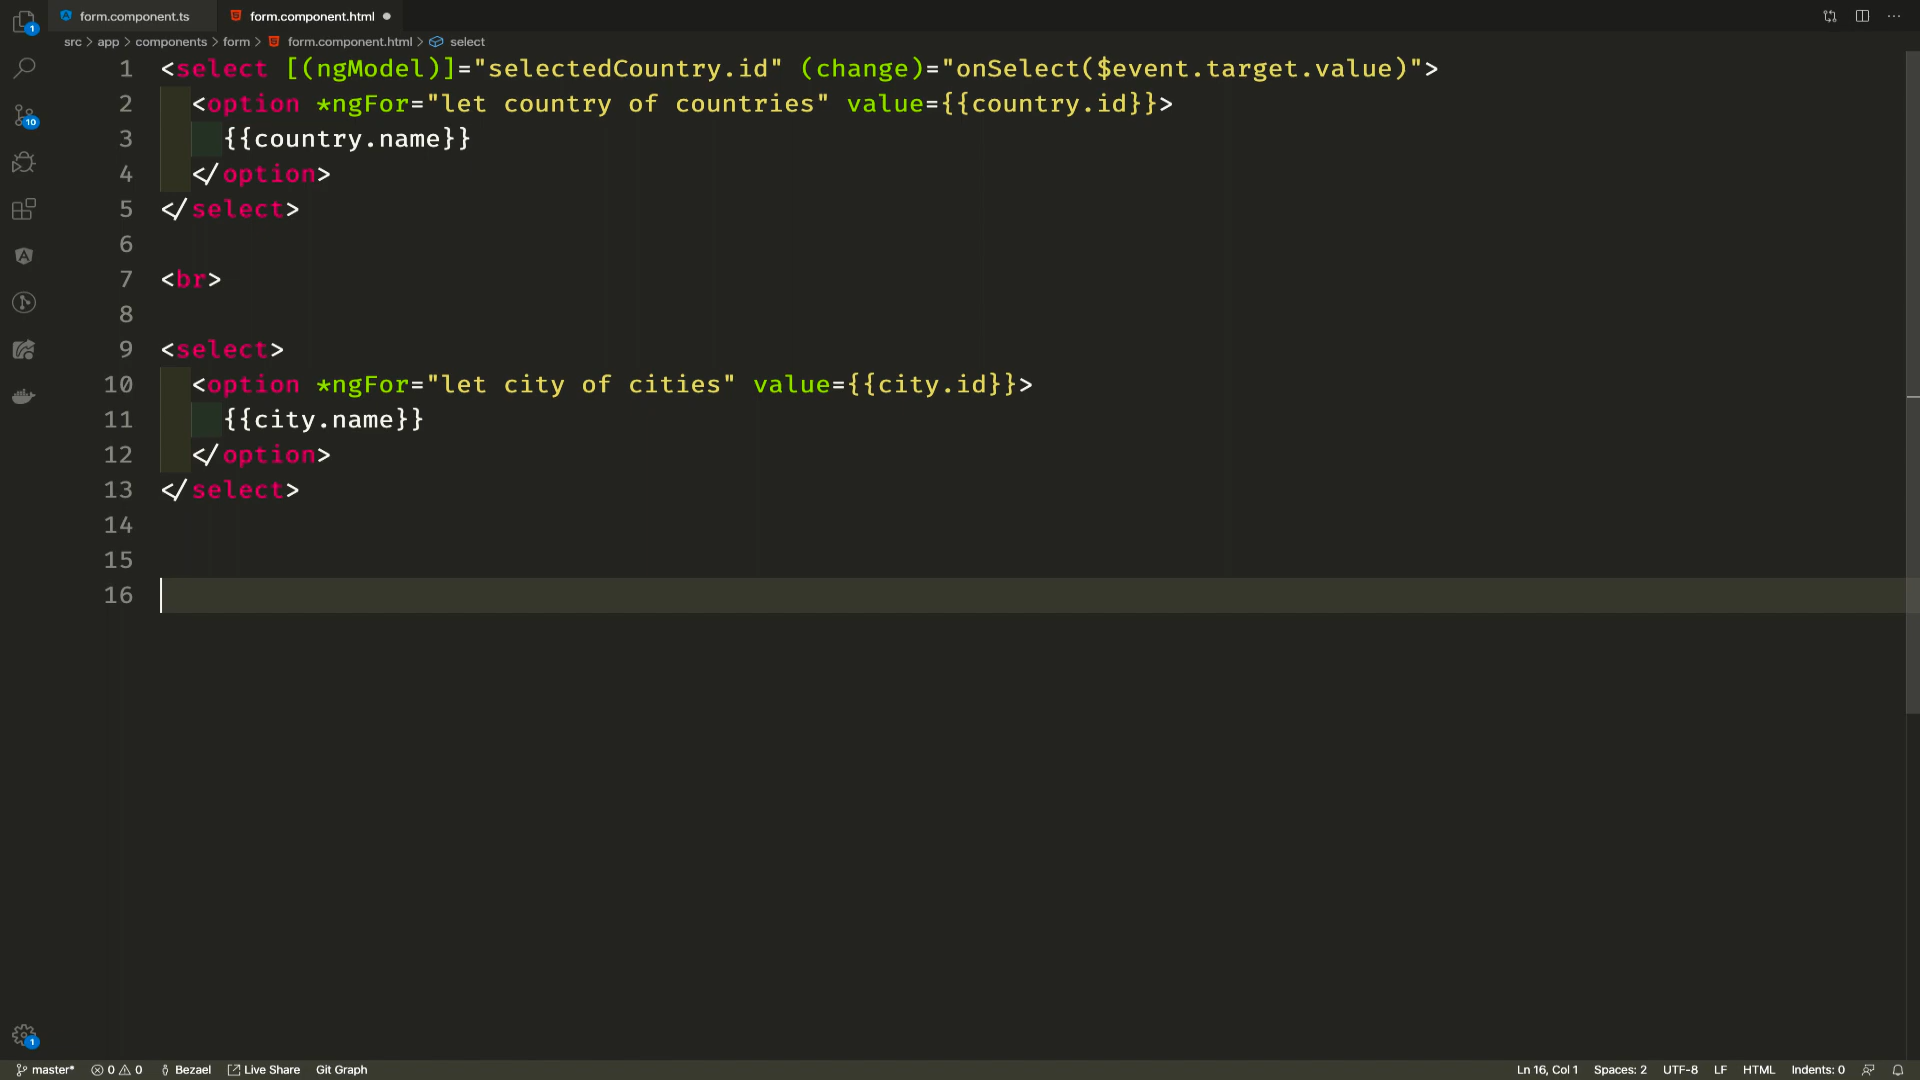 form.component.ts
form.component.html
src > app > components > form > form.component.html > select
1 <select [(ngModel)]="selectedCountry.id" (change)="onSelect($event.target.value)">
2 <option *ngFor="let country of countries" value={{country.id}}>
3 {{country.name}}
4 </option>
5 </select>
6
7 <br>
8
9 <select>
10 <option *ngFor="let city of cities" value={{city.id}}>
11 {{city.name}}
12 </option>
13 </select>
14
15
16
1
10
1
master* 0 0 Bezael Live Share Git Graph Ln 16, Col 1 Spaces: 2 UTF-8 LF HTML Indents: 0